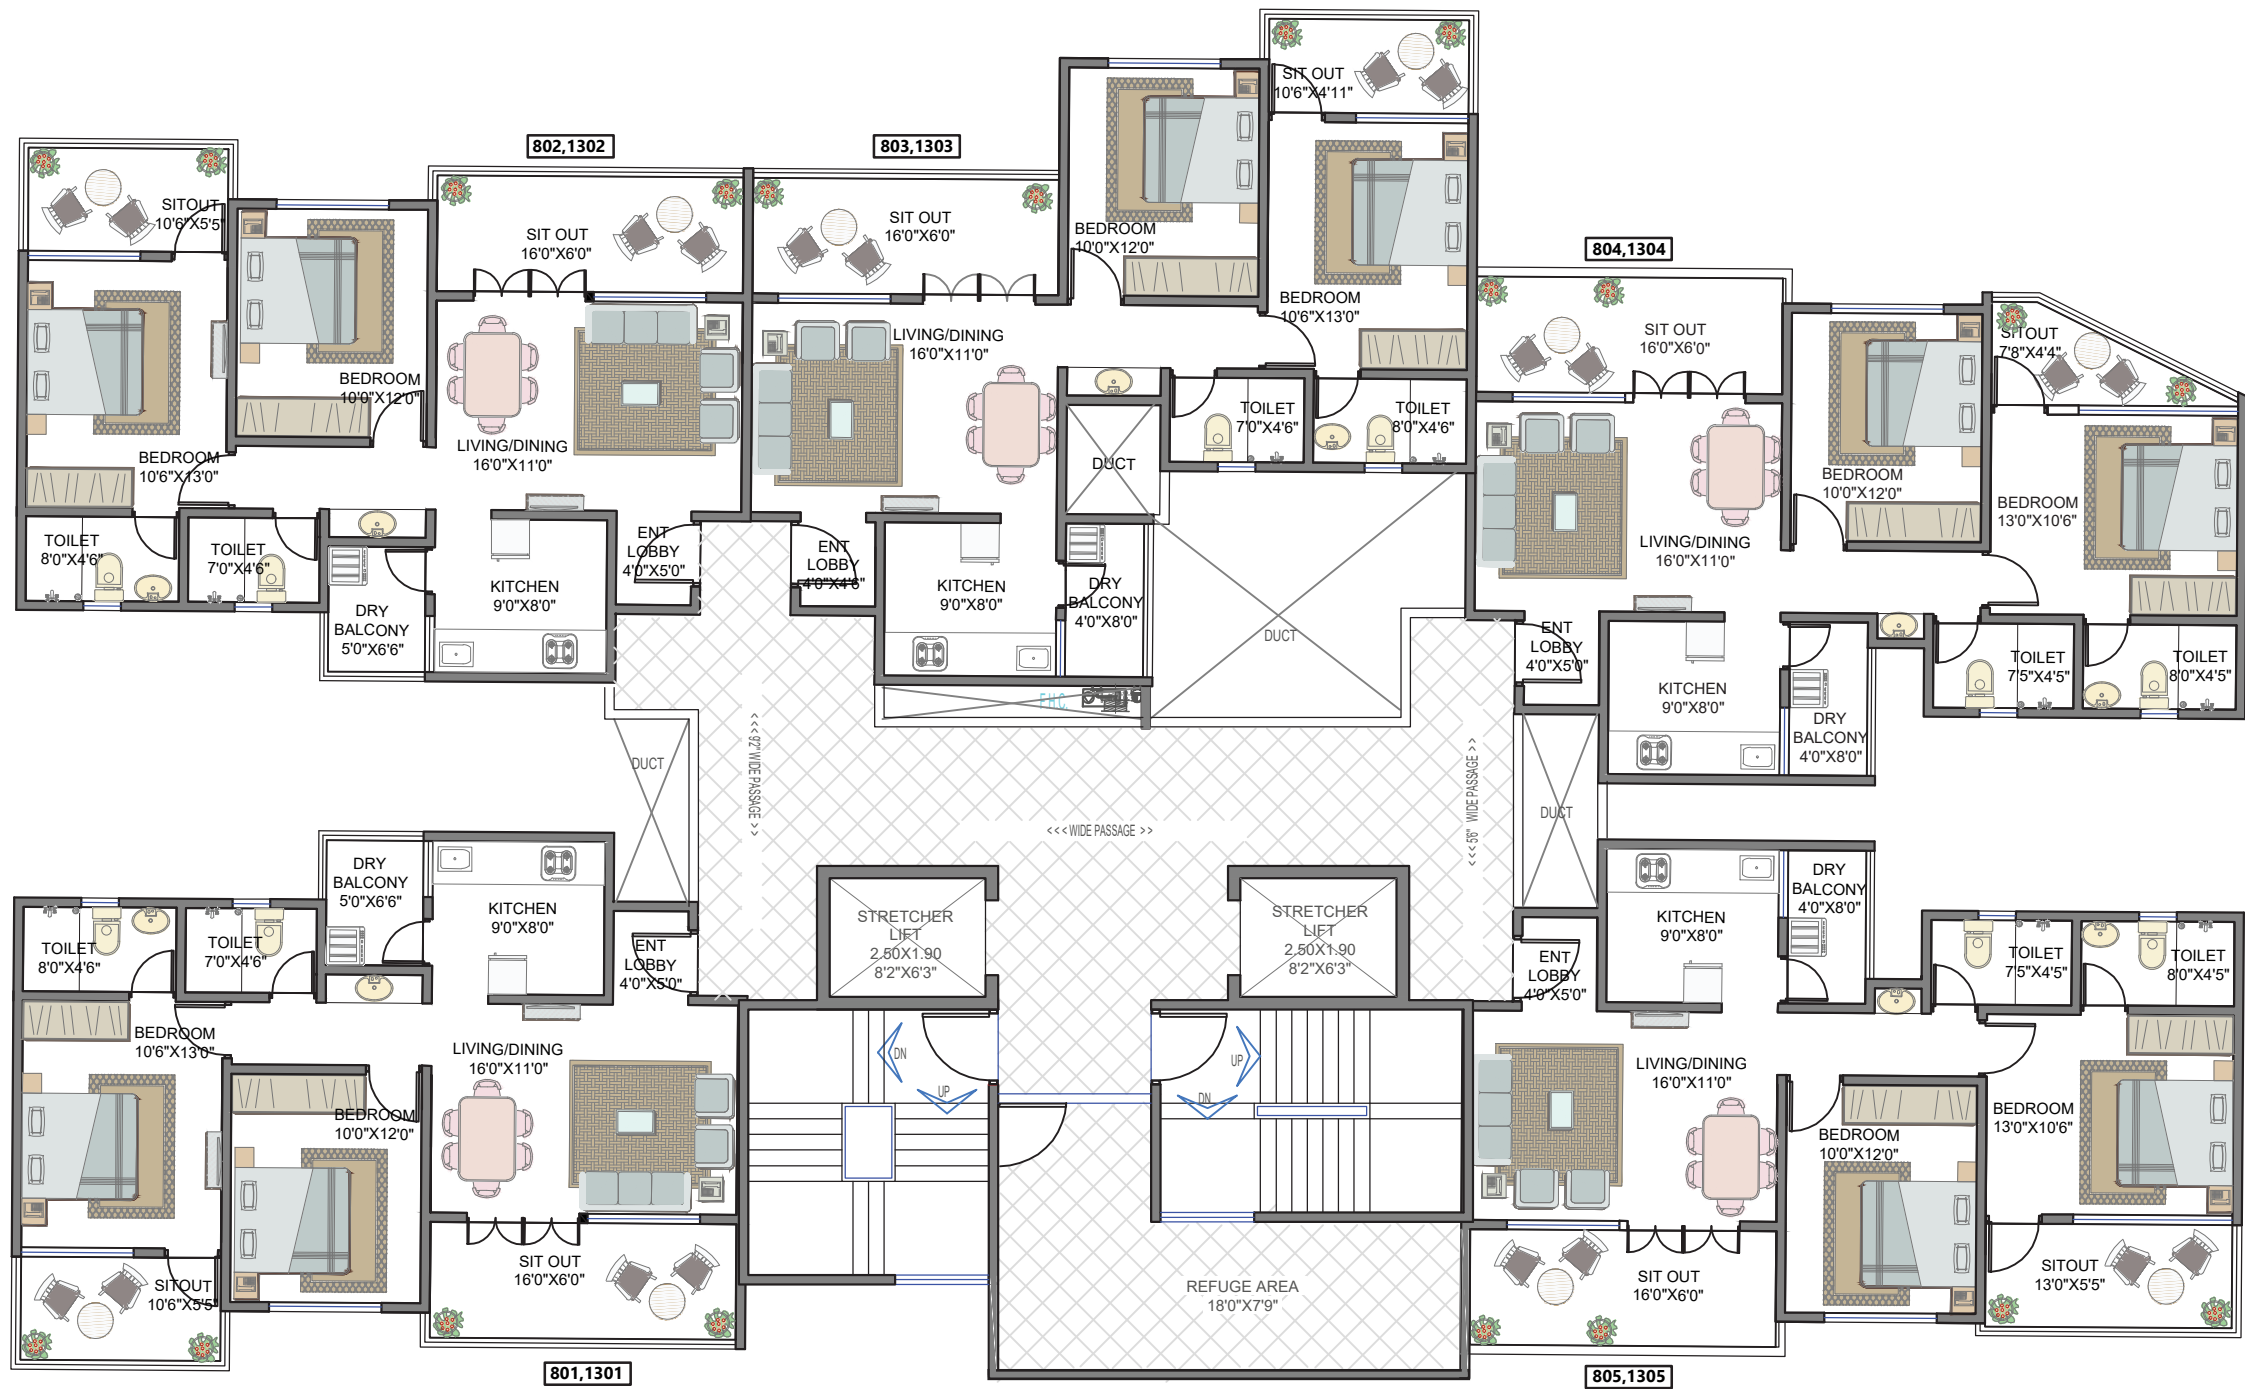 802,1302
SITOUT
10'6"X5'5"
SIT OUT
16'0"X6'0"
BEDROOM
10'0"X12'0"
LIVING/DINING
16'0"X11'0"
BEDROOM
10'6"X13'0"
TOILET
8'0"X4'6"
TOILET
7'0"X4'6"
DRY
BALCONY
5'0"X6'6"
KITCHEN
9'0"X8'0"
ENT
LOBBY
4'0"X5'0"
803,1303
SIT OUT
16'0"X6'0"
BEDROOM
10'0"X12'0"
SIT OUT
10'6"X4'11"
BEDROOM
10'6"X13'0"
LIVING/DINING
16'0"X11'0"
TOILET
7'0"X4'6"
TOILET
8'0"X4'6"
DUCT
ENT
LOBBY
4'0"X4'6"
KITCHEN
9'0"X8'0"
DRY
BALCONY
4'0"X8'0"
DUCT
F.H.C.
804,1304
SIT OUT
16'0"X6'0"
SITOUT
7'8"X4'4"
BEDROOM
10'0"X12'0"
BEDROOM
13'0"X10'6"
LIVING/DINING
16'0"X11'0"
ENT
LOBBY
4'0"X5'0"
KITCHEN
9'0"X8'0"
DRY
BALCONY
4'0"X8'0"
TOILET
7'5"X4'5"
TOILET
8'0"X4'5"
DUCT
<<<9'2" WIDE PASSAGE >>
<<< WIDE PASSAGE >>
<<<5'6" WIDE PASSAGE >>
DUCT
STRETCHER
LIFT
2.50X1.90
8'2"X6'3"
STRETCHER
LIFT
2.50X1.90
8'2"X6'3"
DN
UP
UP
DN
REFUGE AREA
18'0"X7'9"
DRY
BALCONY
5'0"X6'6"
KITCHEN
9'0"X8'0"
TOILET
8'0"X4'6"
TOILET
7'0"X4'6"
ENT
LOBBY
4'0"X5'0"
BEDROOM
10'6"X13'0"
LIVING/DINING
16'0"X11'0"
BEDROOM
10'0"X12'0"
SITOUT
10'6"X5'5"
SIT OUT
16'0"X6'0"
801,1301
DRY
BALCONY
4'0"X8'0"
KITCHEN
9'0"X8'0"
ENT
LOBBY
4'0"X5'0"
TOILET
7'5"X4'5"
TOILET
8'0"X4'5"
LIVING/DINING
16'0"X11'0"
BEDROOM
10'0"X12'0"
BEDROOM
13'0"X10'6"
SIT OUT
16'0"X6'0"
SITOUT
13'0"X5'5"
805,1305